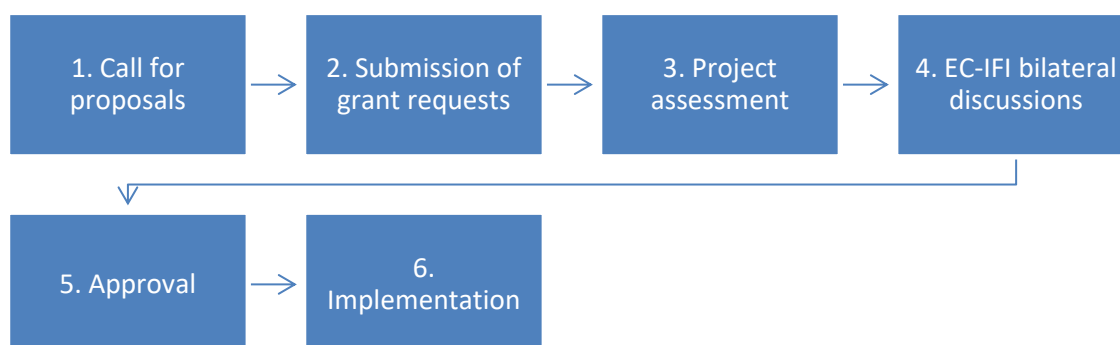 1. Call for
proposals
2. Submission of
grant requests
3. Project
assessment
4. EC-IFI bilateral
discussions
5. Approval
6.
Implementation